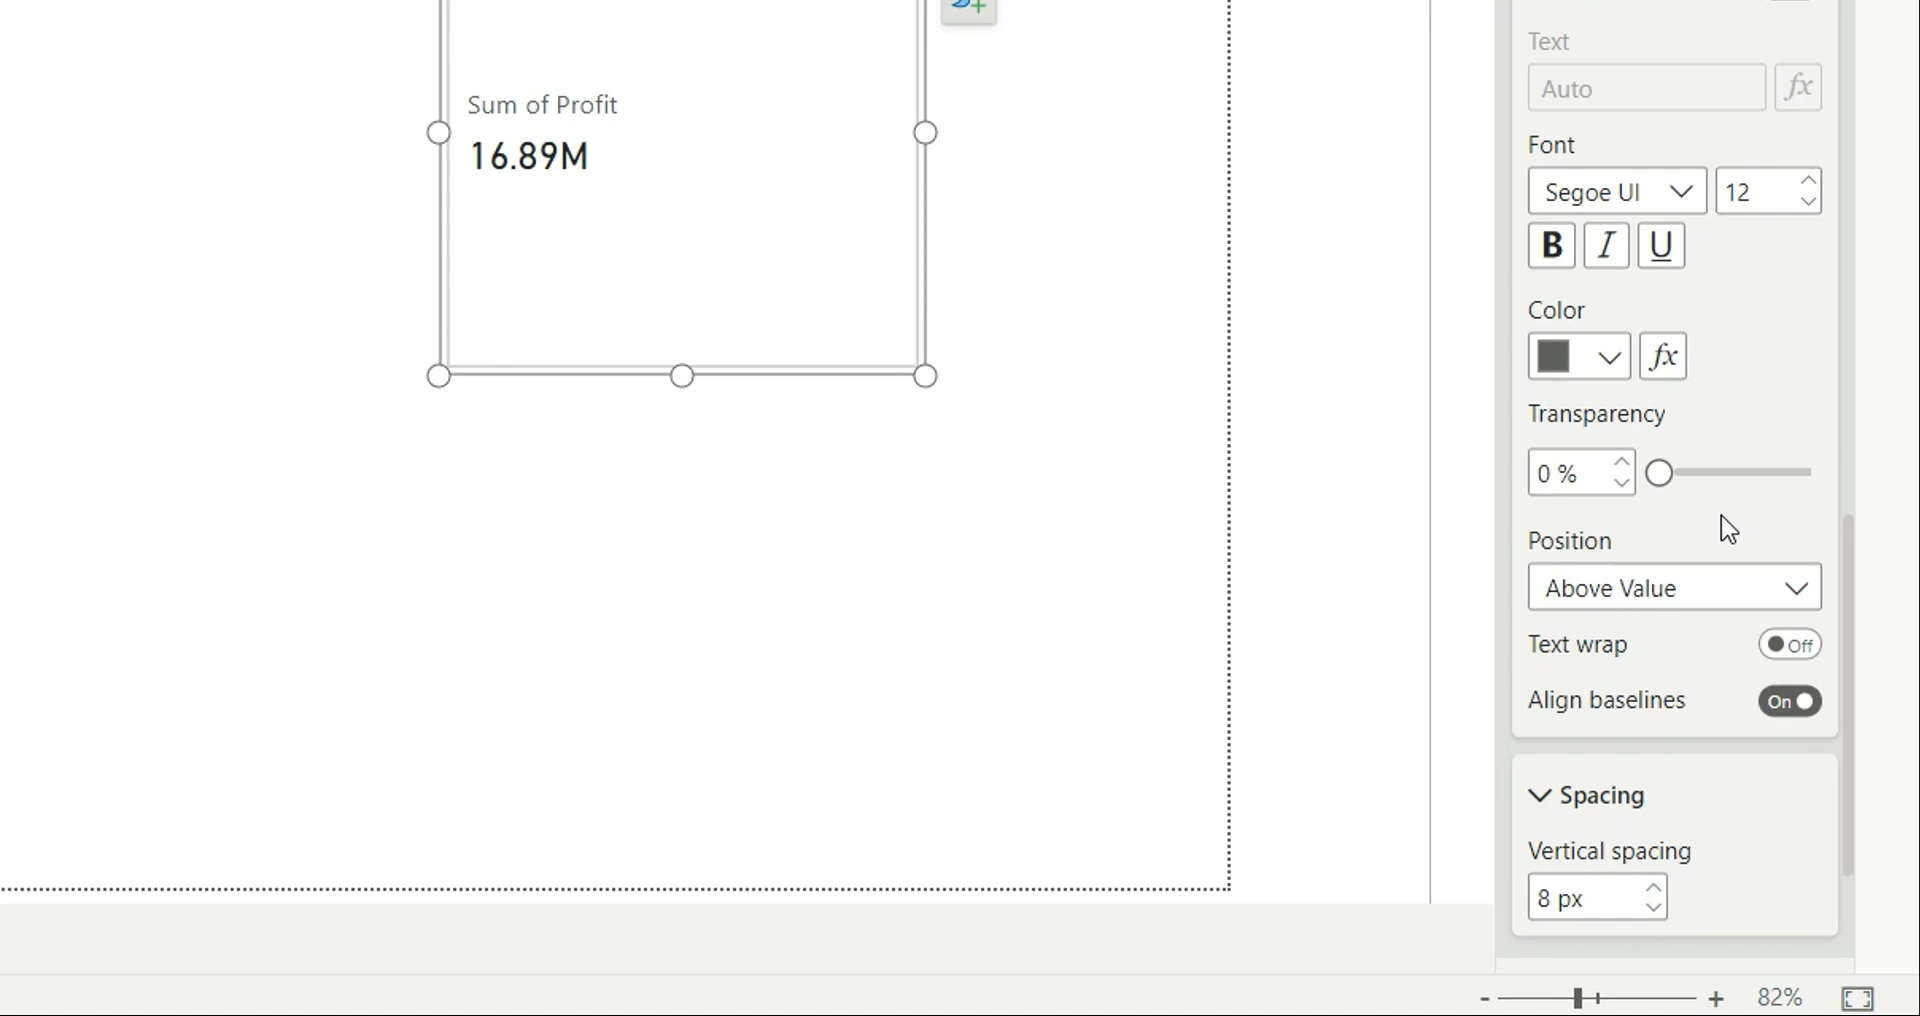 Sum of Profit
16.89M
Text
Auto
fx
Font
Segoe UI
12
B
I
U
Color
fx
Transparency
0 %
Position
Above Value
Text wrap
Off
Align baselines
On
Spacing
Vertical spacing
8 px
-
+
82%